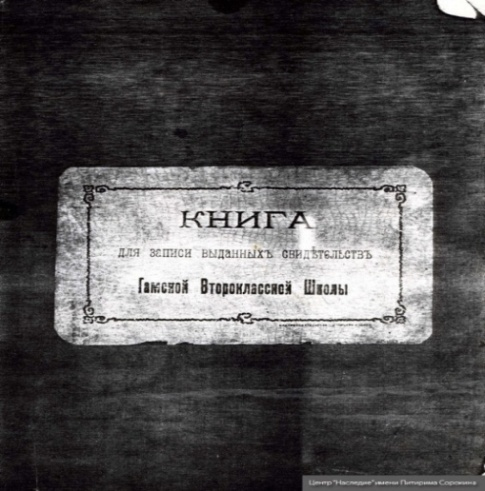 КНИГА
для записи выданныхъ свидѣтельствъ
Гамской Второклассной Школы
Центр "Наследие" имени Питирима Сорокина